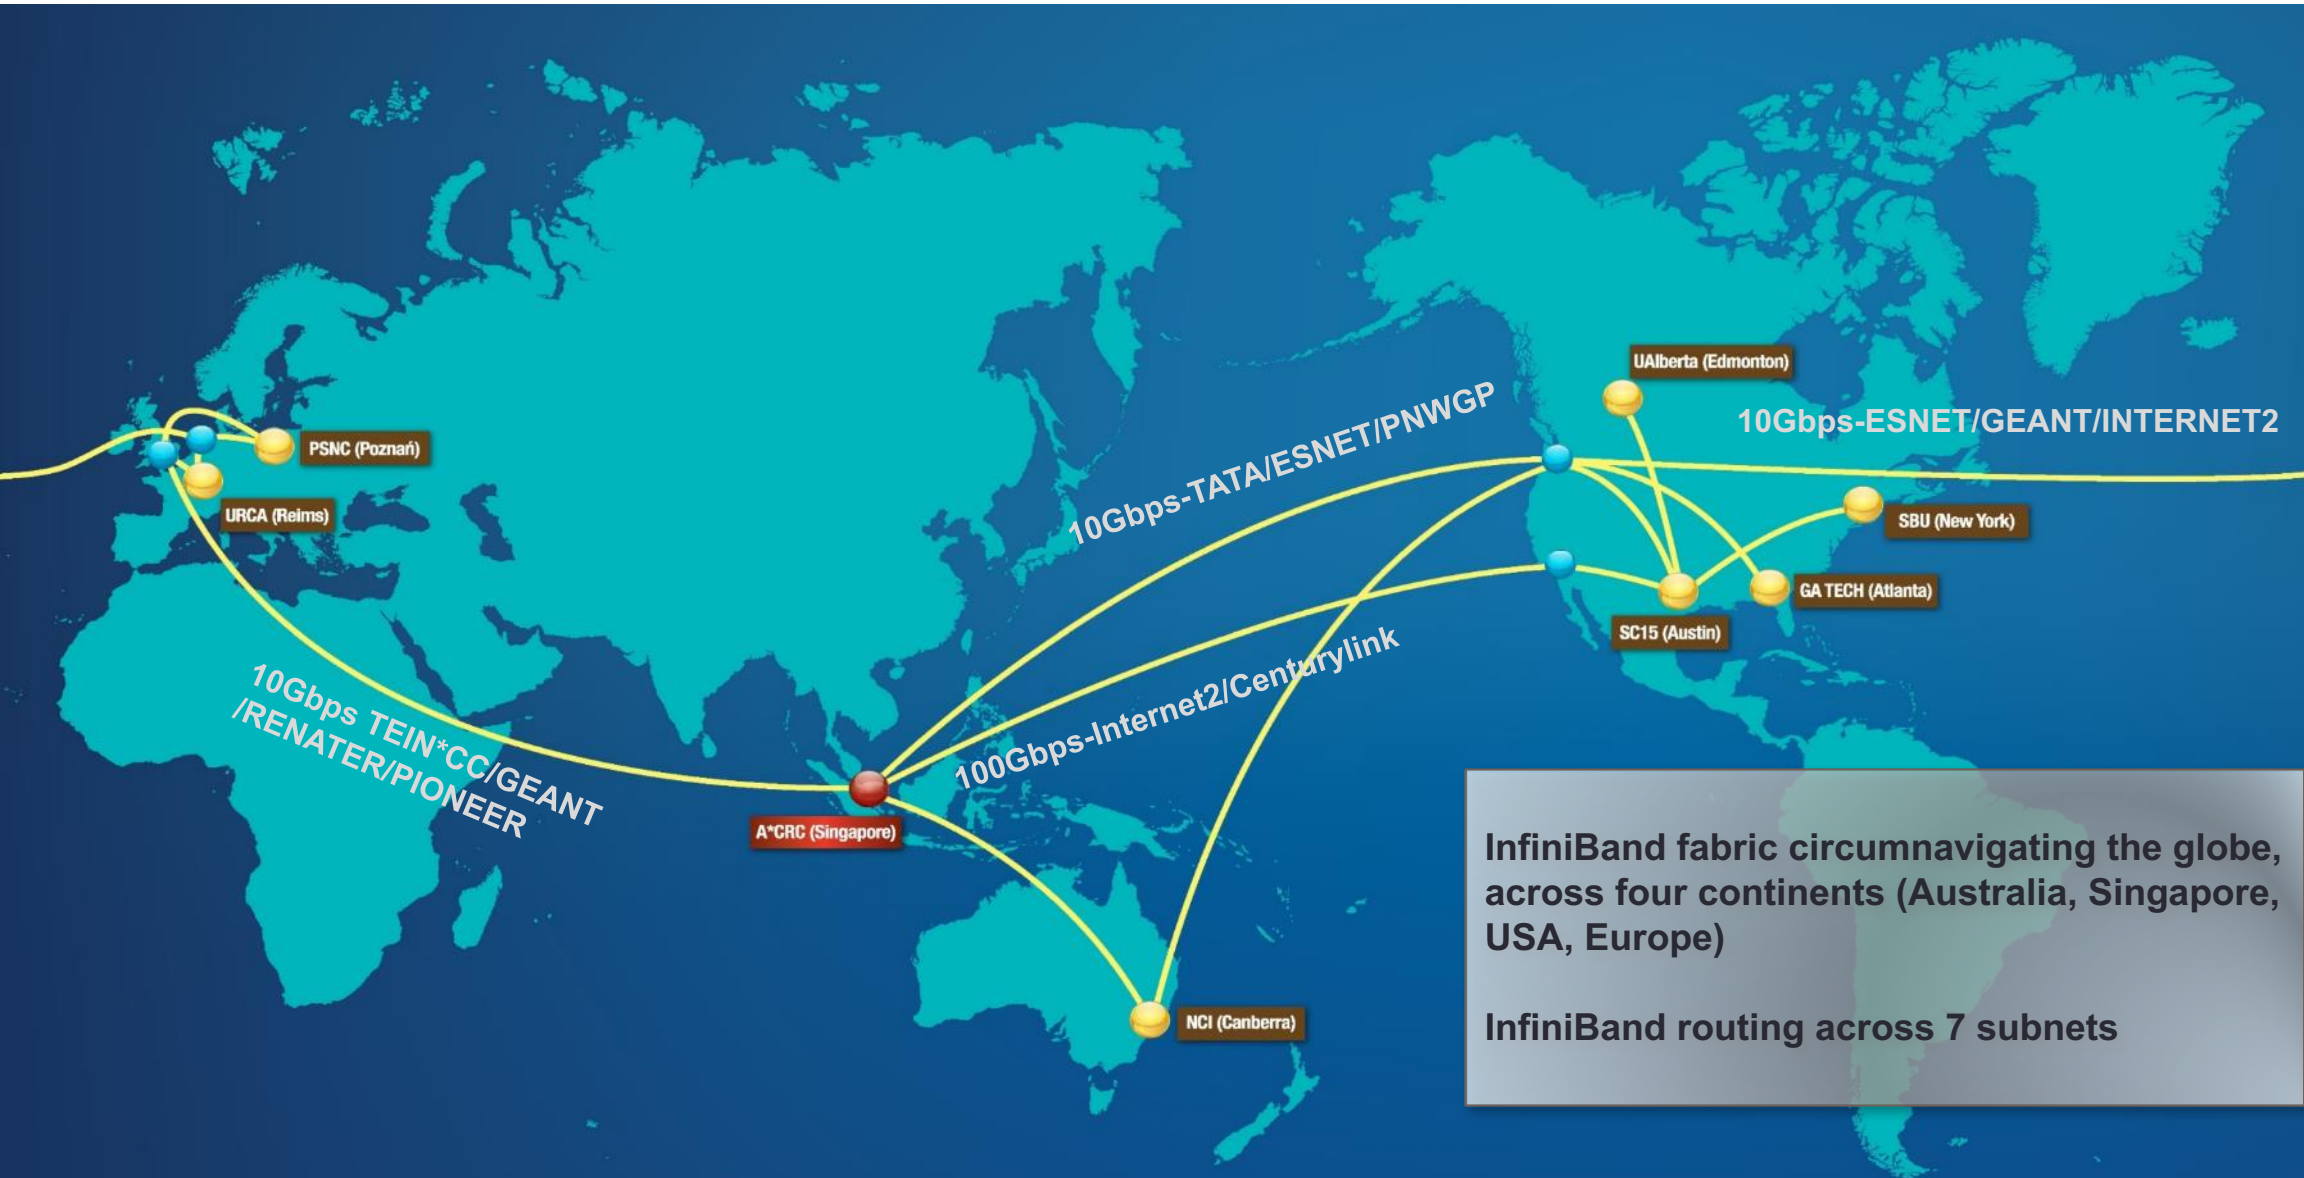 UAlberta (Edmonton)
10Gbps-TATA/ESNET/PNWGP
10Gbps-ESNET/GEANT/INTERNET2
PSNC (Poznań)
URCA (Reims)
SBU (New York)
GA TECH (Atlanta)
SC15 (Austin)
10Gbps TEIN*CC/GEANT
/RENATER/PIONEER
100Gbps-Internet2/Centurylink
A*CRC (Singapore)
NCI (Canberra)
InfiniBand fabric circumnavigating the globe,
across four continents (Australia, Singapore,
USA, Europe)
InfiniBand routing across 7 subnets